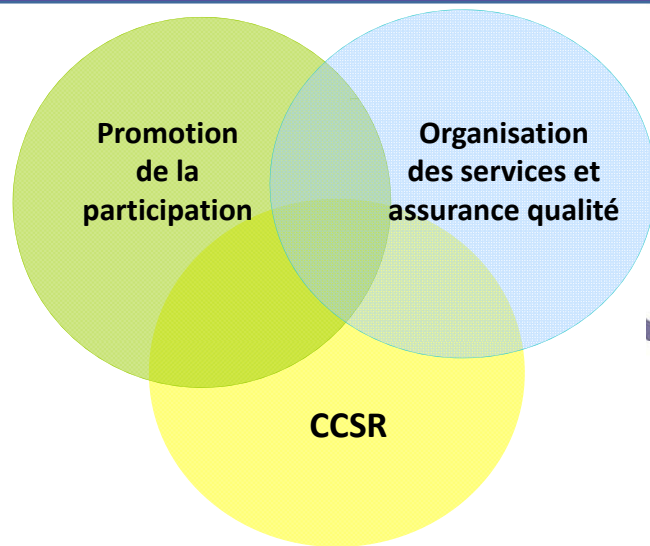 Promotion
de la
participation
Organisation
des services et
assurance qualité
CCSR